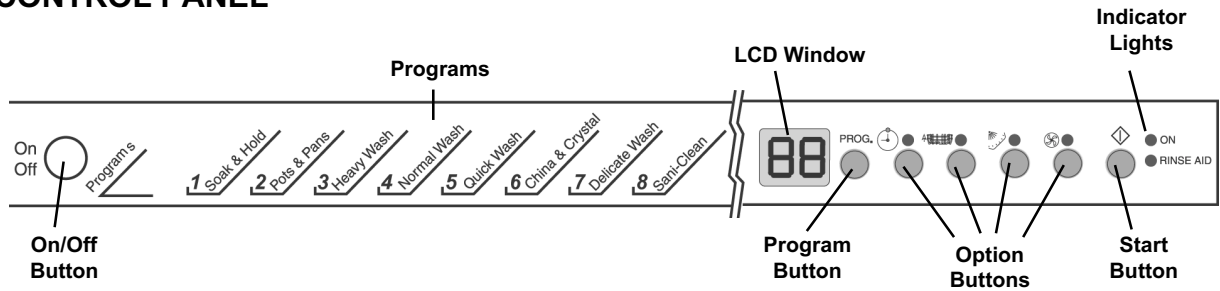 CONTROL PANEL
Indicator
Lights
LCD Window
Programs
On
Off
Programs
1 Soak & Hold
2 Pots & Pans
3 Heavy Wash
4 Normal Wash
5 Quick Wash
6 China & Crystal
7 Delicate Wash
8 Sani-Clean
88
PROG.
ON
RINSE AID
On/Off
Button
Program
Button
Option
Buttons
Start
Button